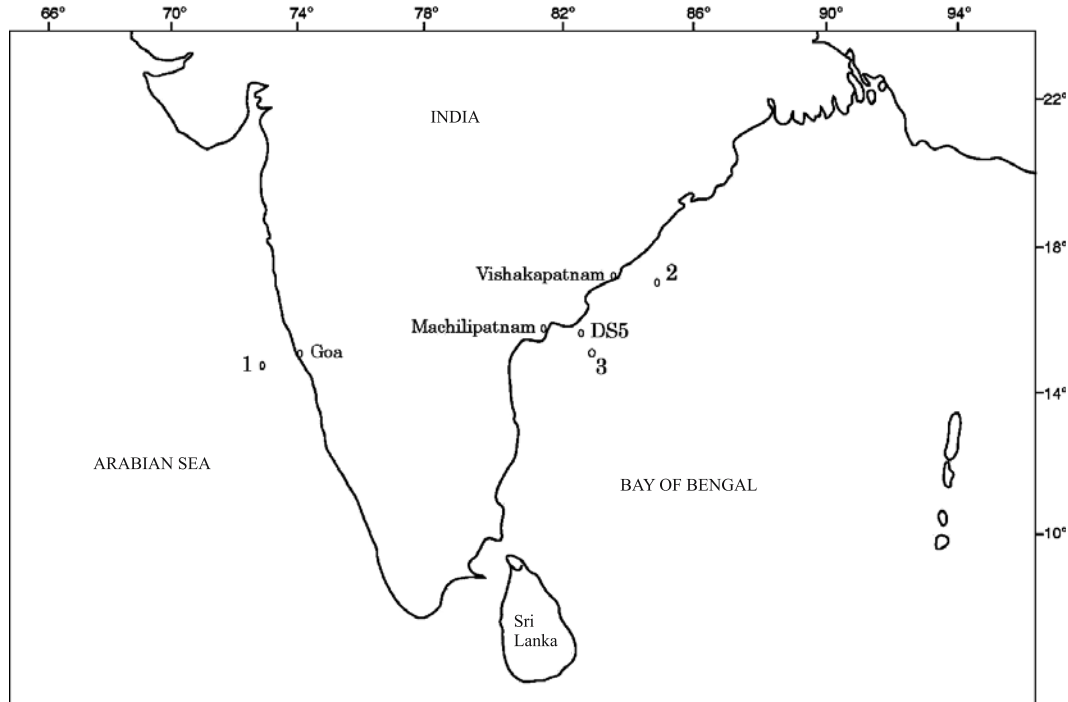 66° 70° 74° 78° 82° 86° 90° 94°
22°
INDIA
18°
Vishakapatnam 2
Machilipatnam DS5
1 Goa 3
14°
ARABIAN SEA
BAY OF BENGAL
10°
Sri
Lanka